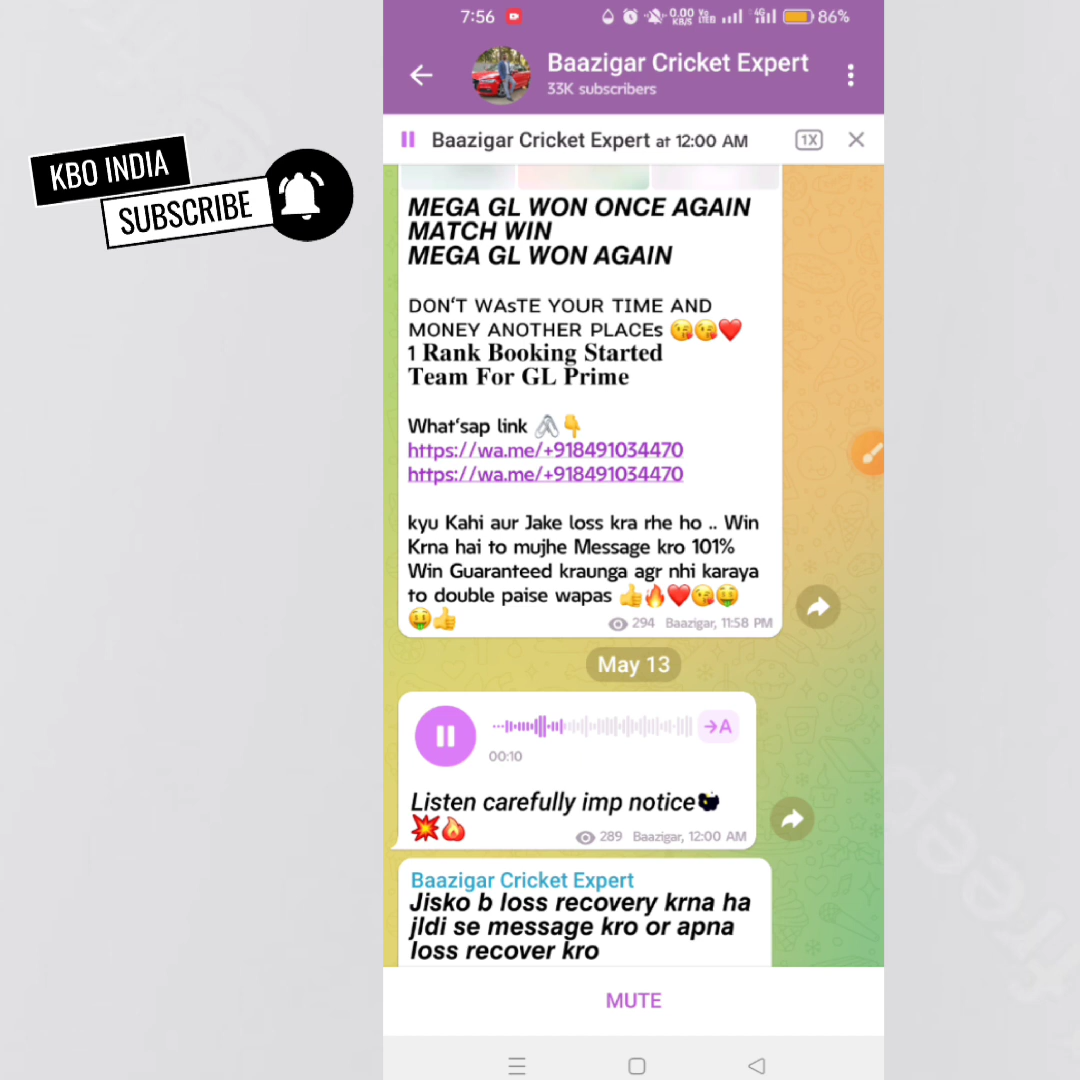 7:56
0.00 KB/S
Vo LTE
4G
86%
Baazigar Cricket Expert
33K subscribers
Baazigar Cricket Expert at 12:00 AM
1X
KBO INDIA
SUBSCRIBE
MEGA GL WON ONCE AGAIN
MATCH WIN
MEGA GL WON AGAIN
DON'T WAsTE YOUR TIME AND
MONEY ANOTHER PLACEs 😘😘❤️
1 Rank Booking Started
Team For GL Prime
What'sap link 🖇️👇
https://wa.me/+918491034470
https://wa.me/+918491034470
kyu Kahi aur Jake loss kra rhe ho .. Win
Krna hai to mujhe Message kro 101%
Win Guaranteed kraunga agr nhi karaya
to double paise wapas 👍🔥❤️😘🤑
🤑👍
294 Baazigar, 11:58 PM
May 13
→A
00:10
Listen carefully imp notice
💥🔥
289 Baazigar, 12:00 AM
Baazigar Cricket Expert
Jisko b loss recovery krna ha
jldi se message kro or apna
loss recover kro
MUTE